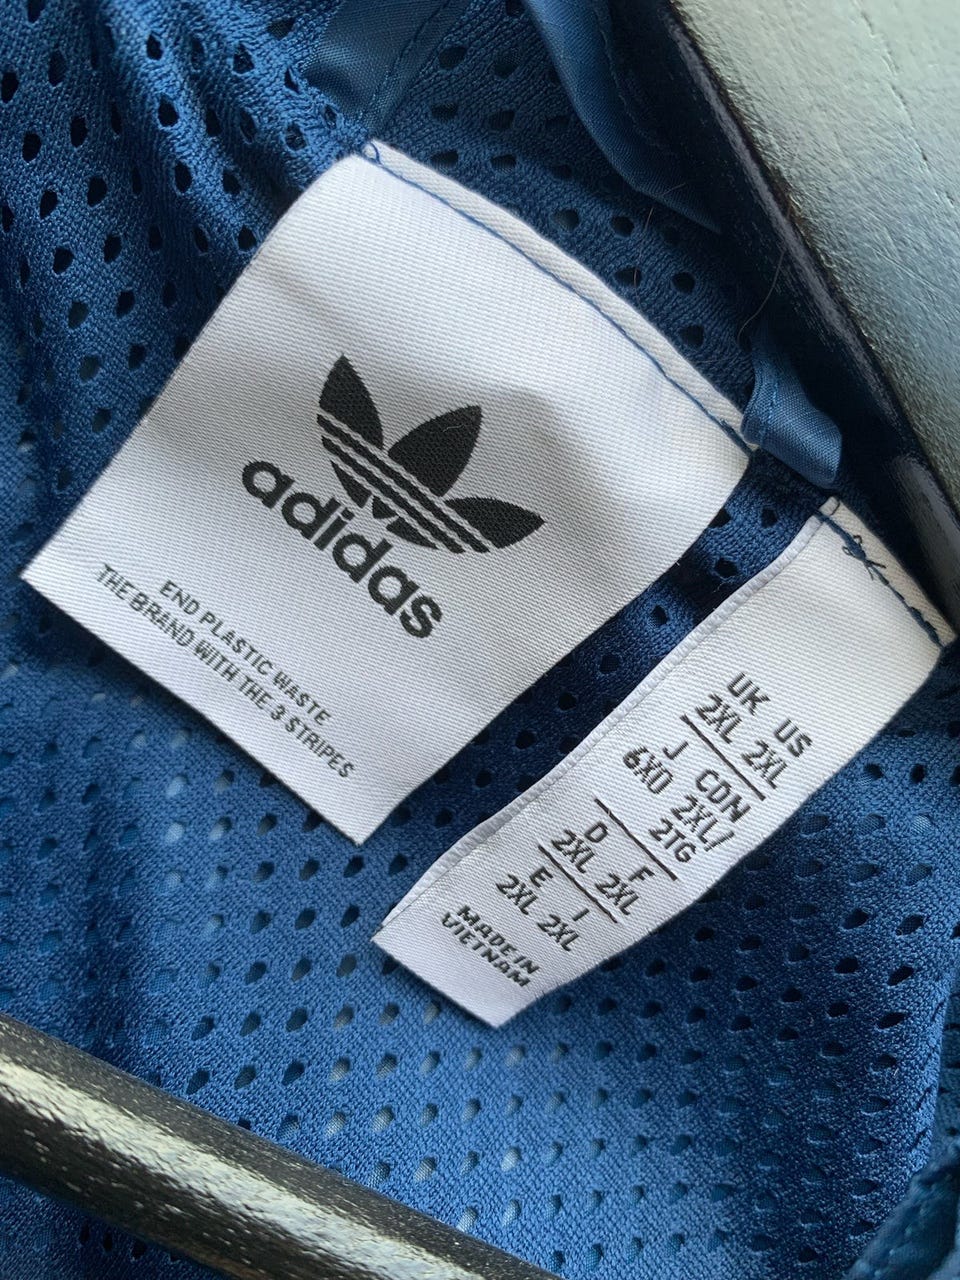 adidas
END PLASTIC WASTE
THE BRAND WITH THE 3 STRIPES
UK US
2XL 2XL
J CDN
6XO 2XL/
2TG
D F
2XL 2XL
E I
2XL 2XL
MADE IN
VIETNAM